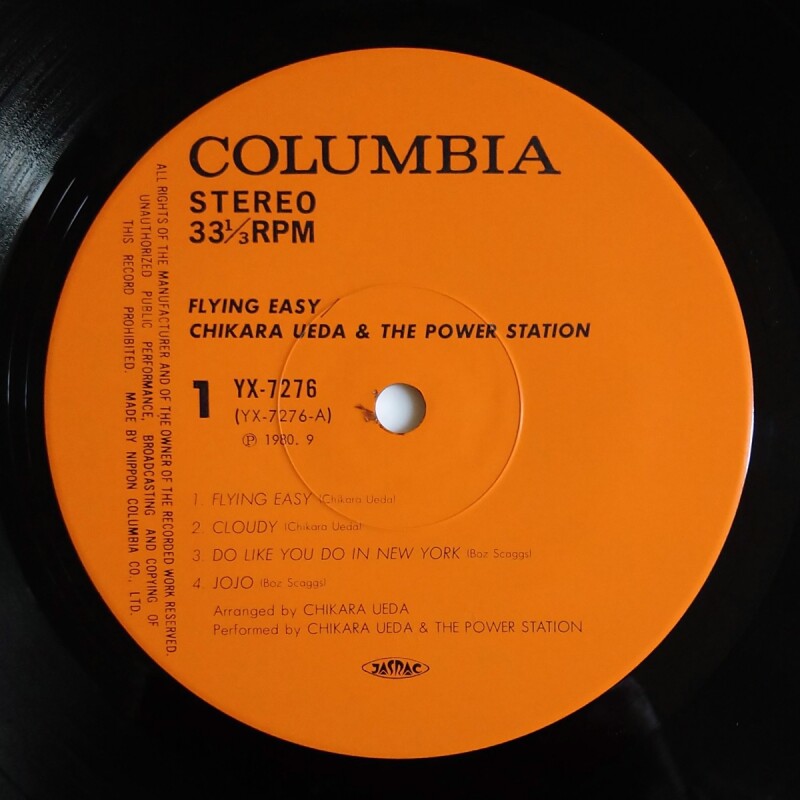 COLUMBIA
STEREO
33⅓RPM
FLYING EASY
CHIKARA UEDA & THE POWER STATION
1 YX-7276
(YX-7276-A)
Ⓟ 1980. 9
1. FLYING EASY (Chikara Ueda)
2. CLOUDY (Chikara Ueda)
3. DO LIKE YOU DO IN NEW YORK (Boz Scaggs)
4. JOJO (Boz Scaggs)
Arranged by CHIKARA UEDA
Performed by CHIKARA UEDA & THE POWER STATION
JASRAC
ALL RIGHTS OF THE MANUFACTURER AND OF THE OWNER OF THE RECORDED WORK RESERVED.
UNAUTHORIZED PUBLIC PERFORMANCE, BROADCASTING AND COPYING OF
THIS RECORD PROHIBITED. MADE BY NIPPON COLUMBIA CO., LTD.